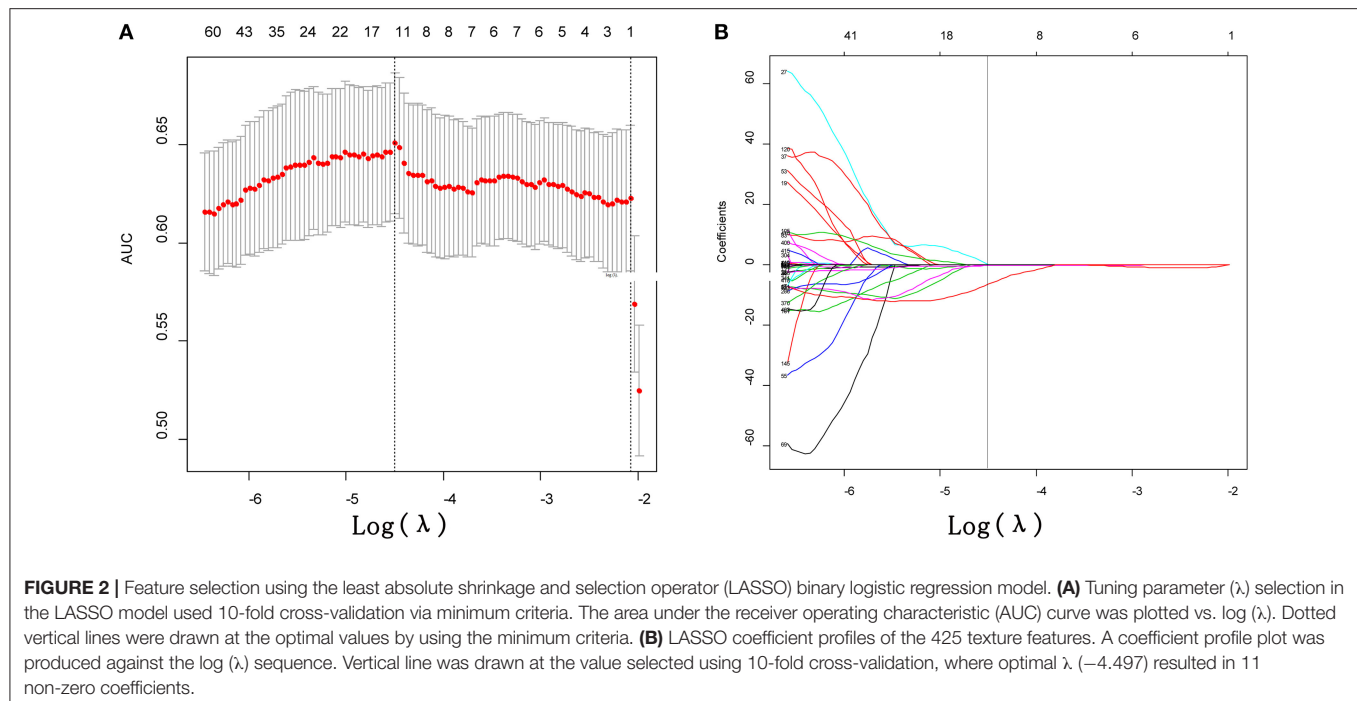 A
60 43 35 24 22 17 11 8 8 7 6 7 6 5 4 3 1
AUC
0.65
0.60
0.55
0.50
-6 -5 -4 -3 -2
Log(λ)
B
41 18 8 6 1
Coefficients
60
40
20
0
-20
-40
-60
27
120
37
53
19
145
55
69
-6 -5 -4 -3 -2
Log(λ)
FIGURE 2 | Feature selection using the least absolute shrinkage and selection operator (LASSO) binary logistic regression model. (A) Tuning parameter (λ) selection in
the LASSO model used 10-fold cross-validation via minimum criteria. The area under the receiver operating characteristic (AUC) curve was plotted vs. log (λ). Dotted
vertical lines were drawn at the optimal values by using the minimum criteria. (B) LASSO coefficient profiles of the 425 texture features. A coefficient profile plot was
produced against the log (λ) sequence. Vertical line was drawn at the value selected using 10-fold cross-validation, where optimal λ (−4.497) resulted in 11
non-zero coefficients.